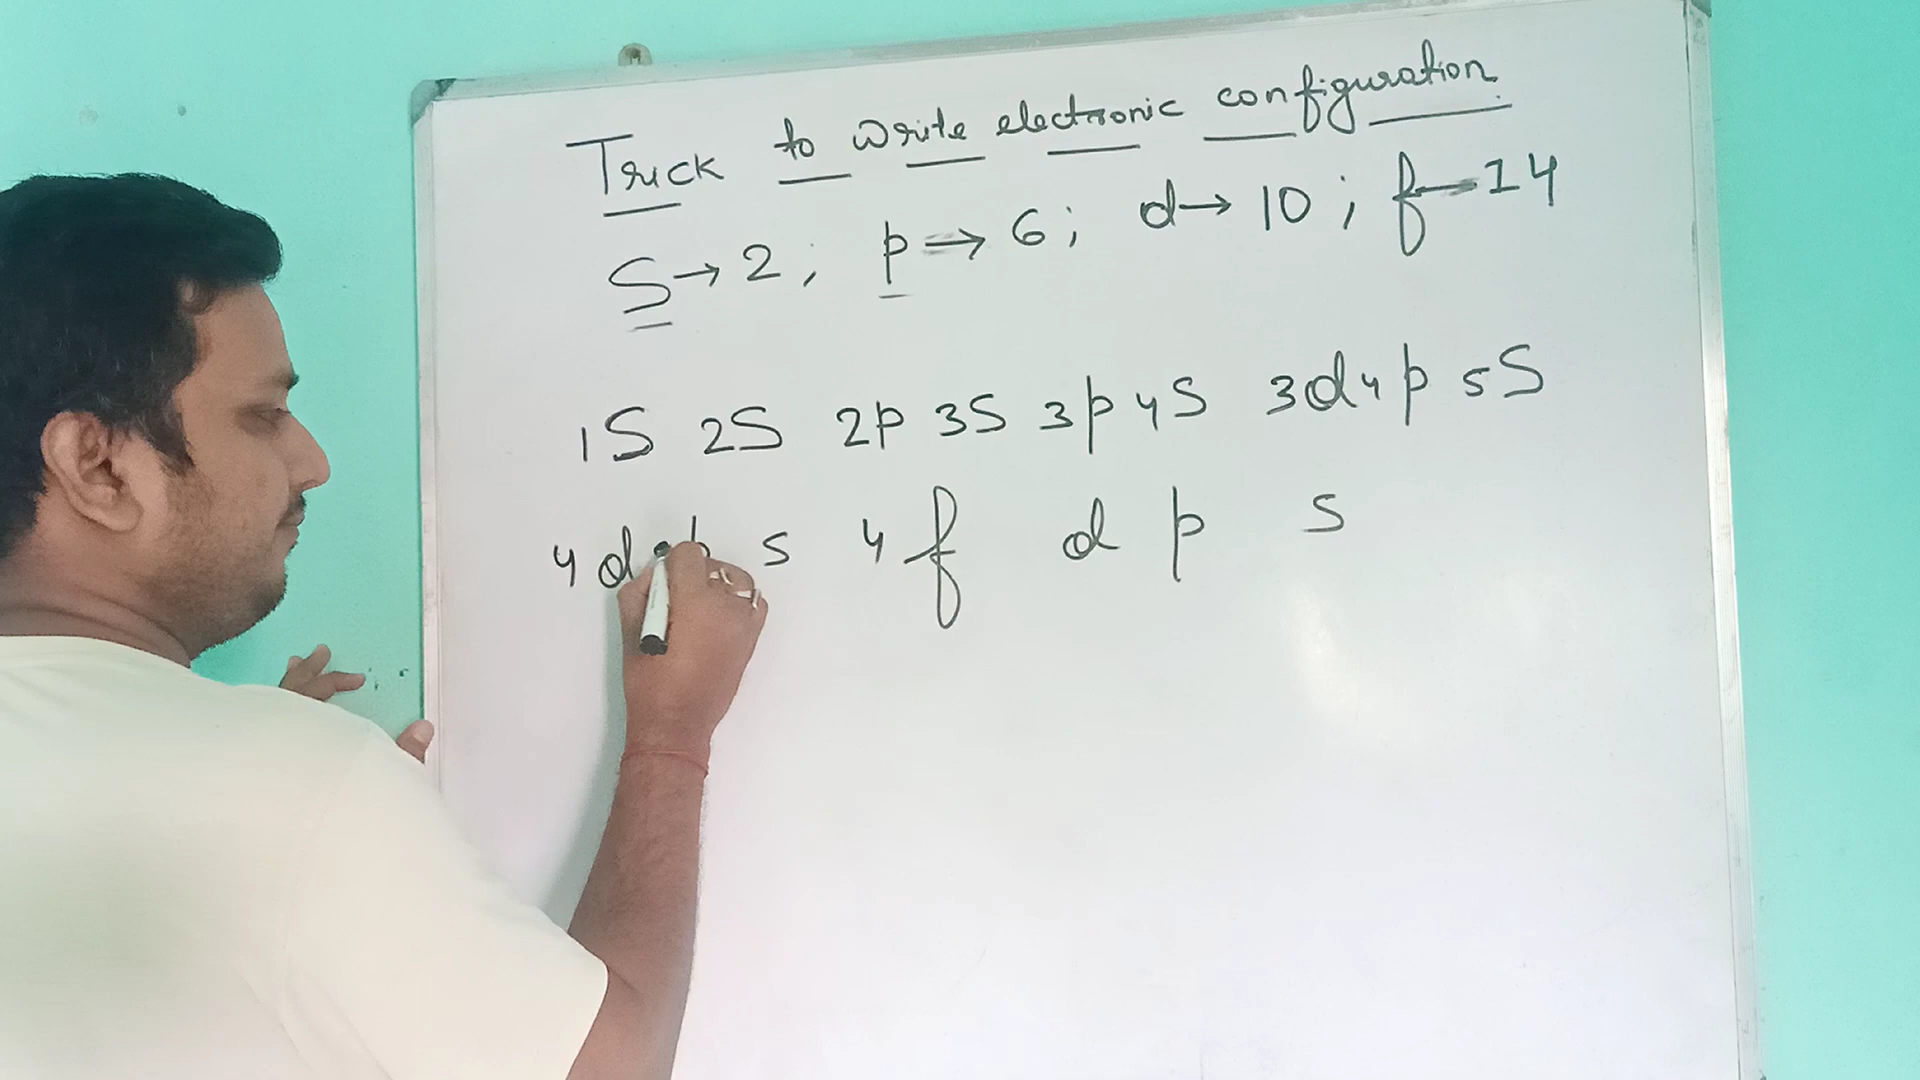 Trick to write electronic configuration.
S→2; p→6; d→10; f→14
1S 2S 2p 3S 3p 4S 3d 4p 5S
4d p s 4f d p s